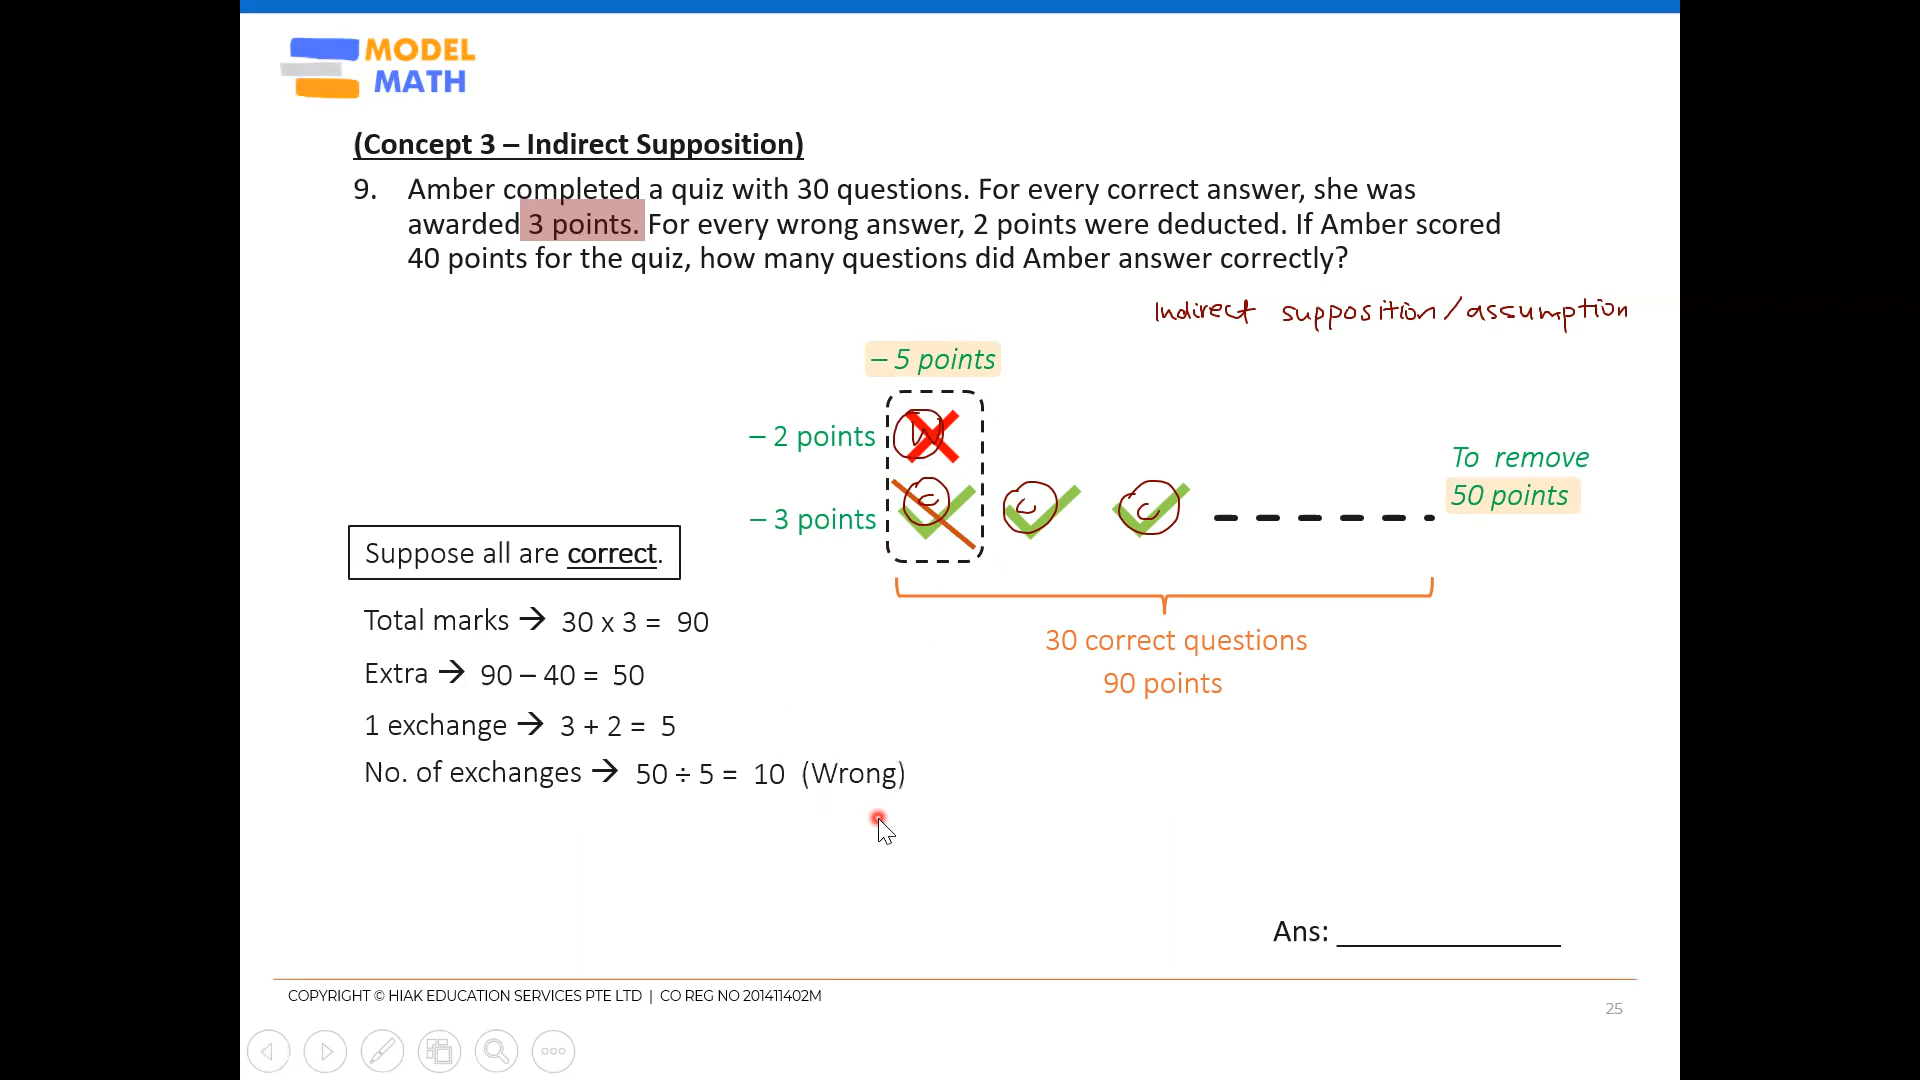 MODEL
MATH
(Concept 3 – Indirect Supposition)
9. Amber completed a quiz with 30 questions. For every correct answer, she was
awarded 3 points. For every wrong answer, 2 points were deducted. If Amber scored
40 points for the quiz, how many questions did Amber answer correctly?
Indirect supposition/assumption
– 5 points
– 2 points
W
To remove
50 points
– 3 points
C C C
Suppose all are correct.
Total marks → 30 x 3 = 90
30 correct questions
90 points
Extra → 90 – 40 = 50
1 exchange → 3 + 2 = 5
No. of exchanges → 50 ÷ 5 = 10 (Wrong)
Ans: ______________
COPYRIGHT © HIAK EDUCATION SERVICES PTE LTD | CO REG NO 201411402M
25